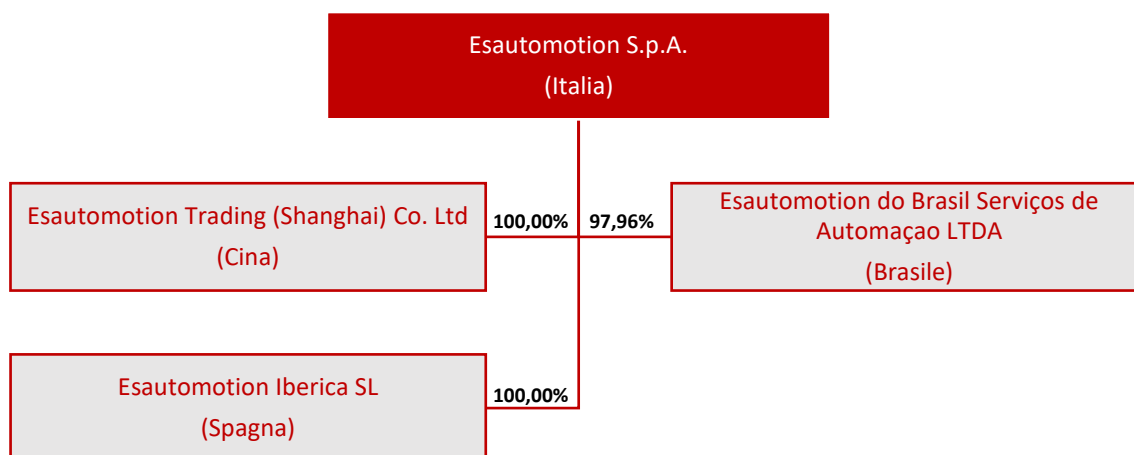 Esautomotion S.p.A.
(Italia)
Esautomotion Trading (Shanghai) Co. Ltd
(Cina)
100,00%
97,96%
Esautomotion do Brasil Serviços de
Automaçao LTDA
(Brasile)
Esautomotion Iberica SL
(Spagna)
100,00%